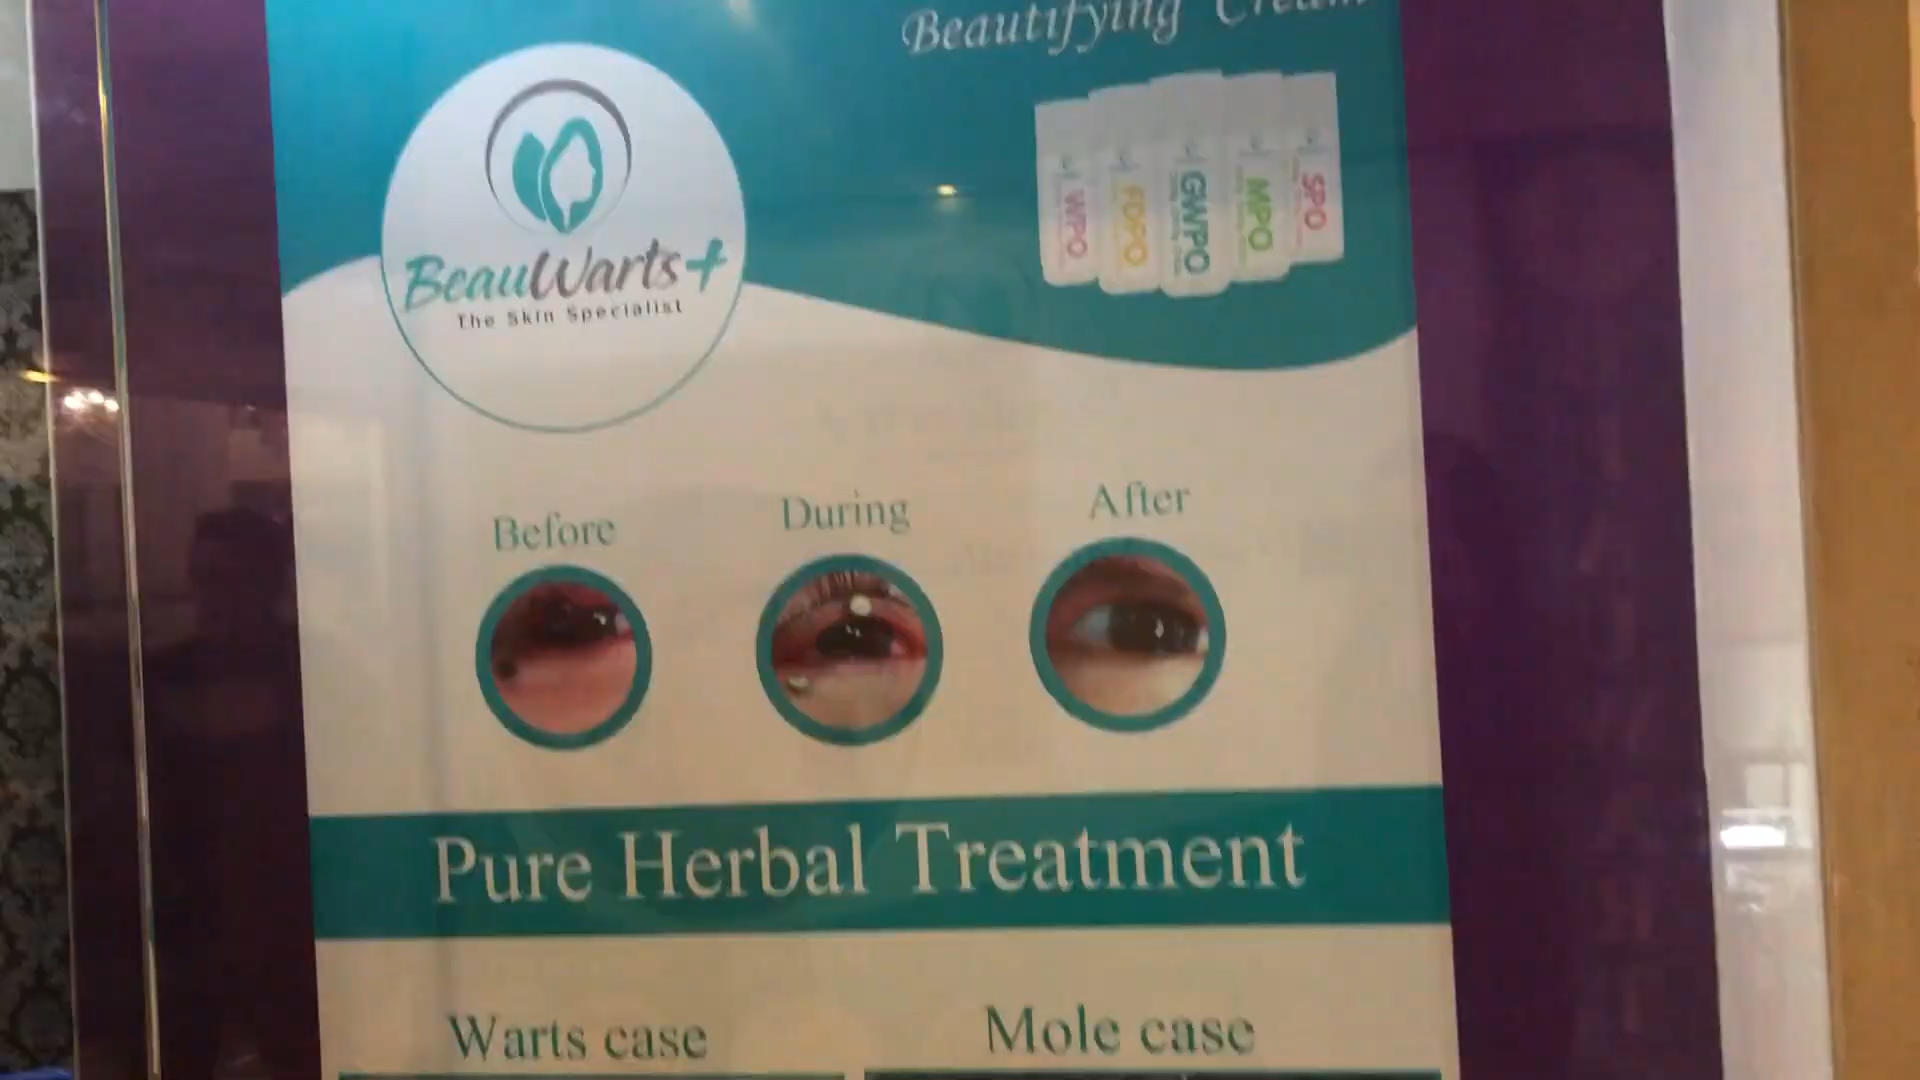 Beautifying Cream
BeauWarts+
The Skin Specialist
WPO
FDPO
GWPO
MPO
SPO
Before
During
After
Pure Herbal Treatment
Warts case
Mole case